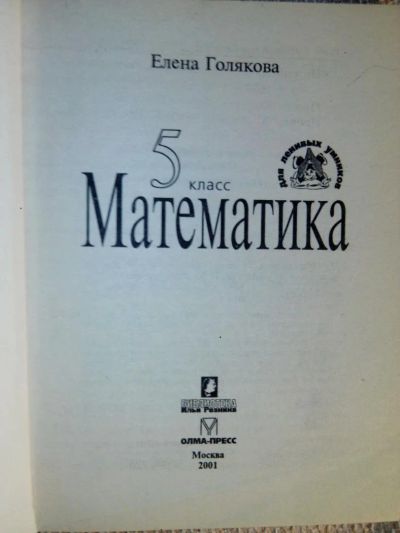 Елена Голякова
5
класс
Для ленивых умников
Математика
БИБЛИОТЕКА
Ильи Резника
ОЛМА-ПРЕСС
Москва
2001